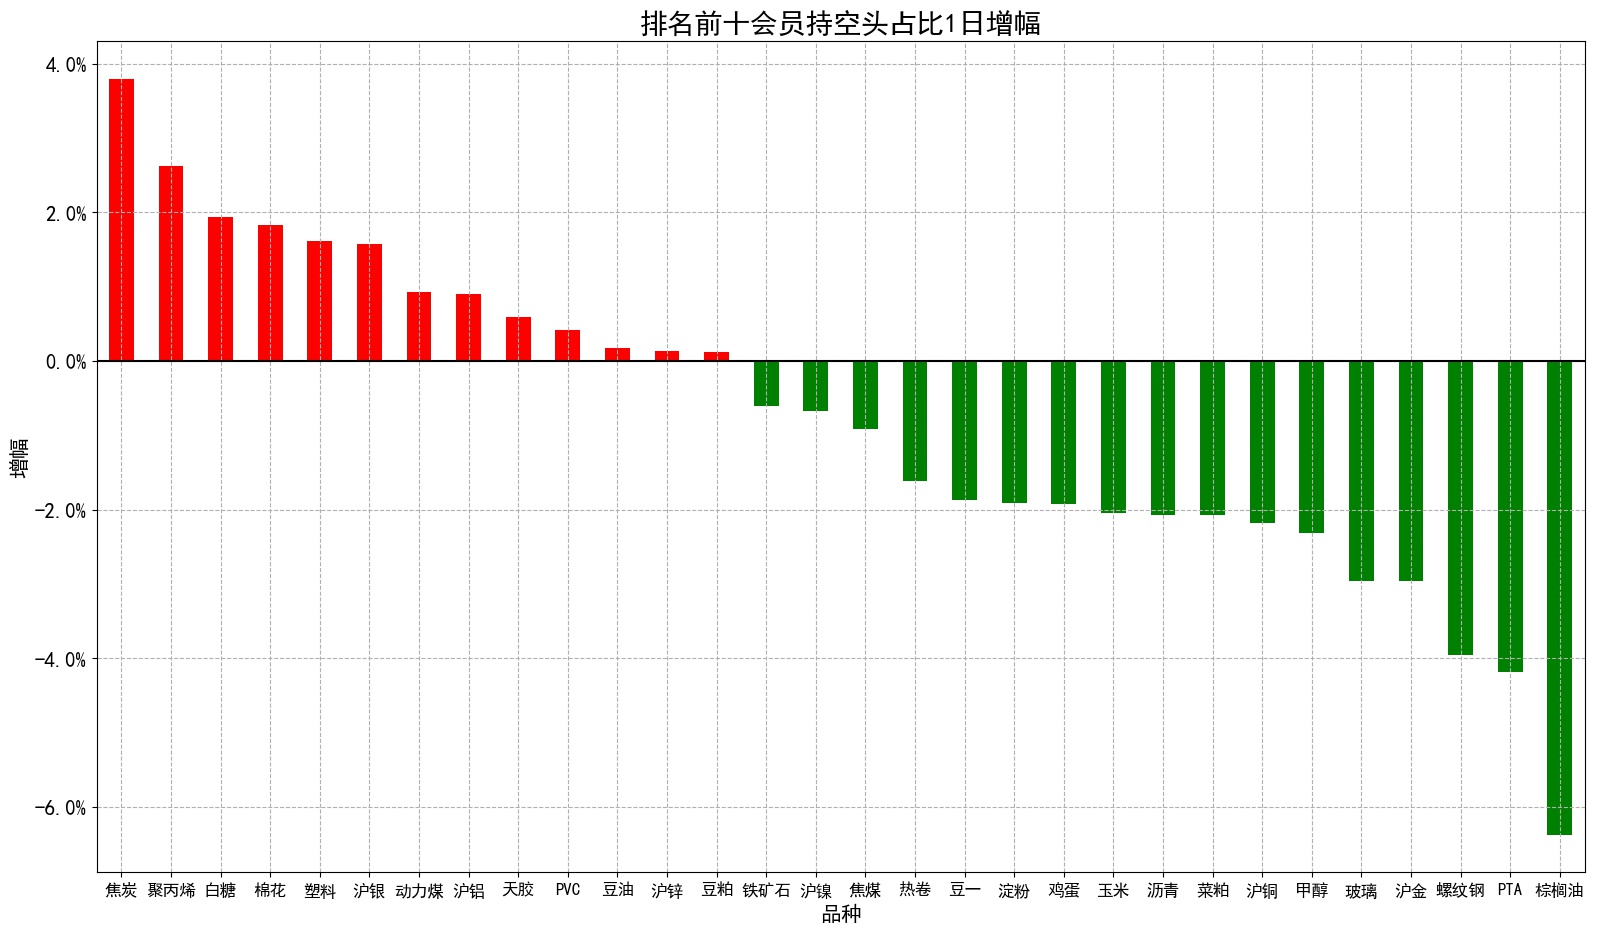 排名前十会员持空头占比1日增幅
4.0%
2.0%
0.0%
−2.0%
−4.0%
−6.0%
增幅
焦炭 聚丙烯 白糖 棉花 塑料 沪银 动力煤 沪铝 天胶 PVC 豆油 沪锌 豆粕 铁矿石 沪镍 焦煤 热卷 豆一 淀粉 鸡蛋 玉米 沥青 菜粕 沪铜 甲醇 玻璃 沪金 螺纹钢 PTA 棕榈油
品种